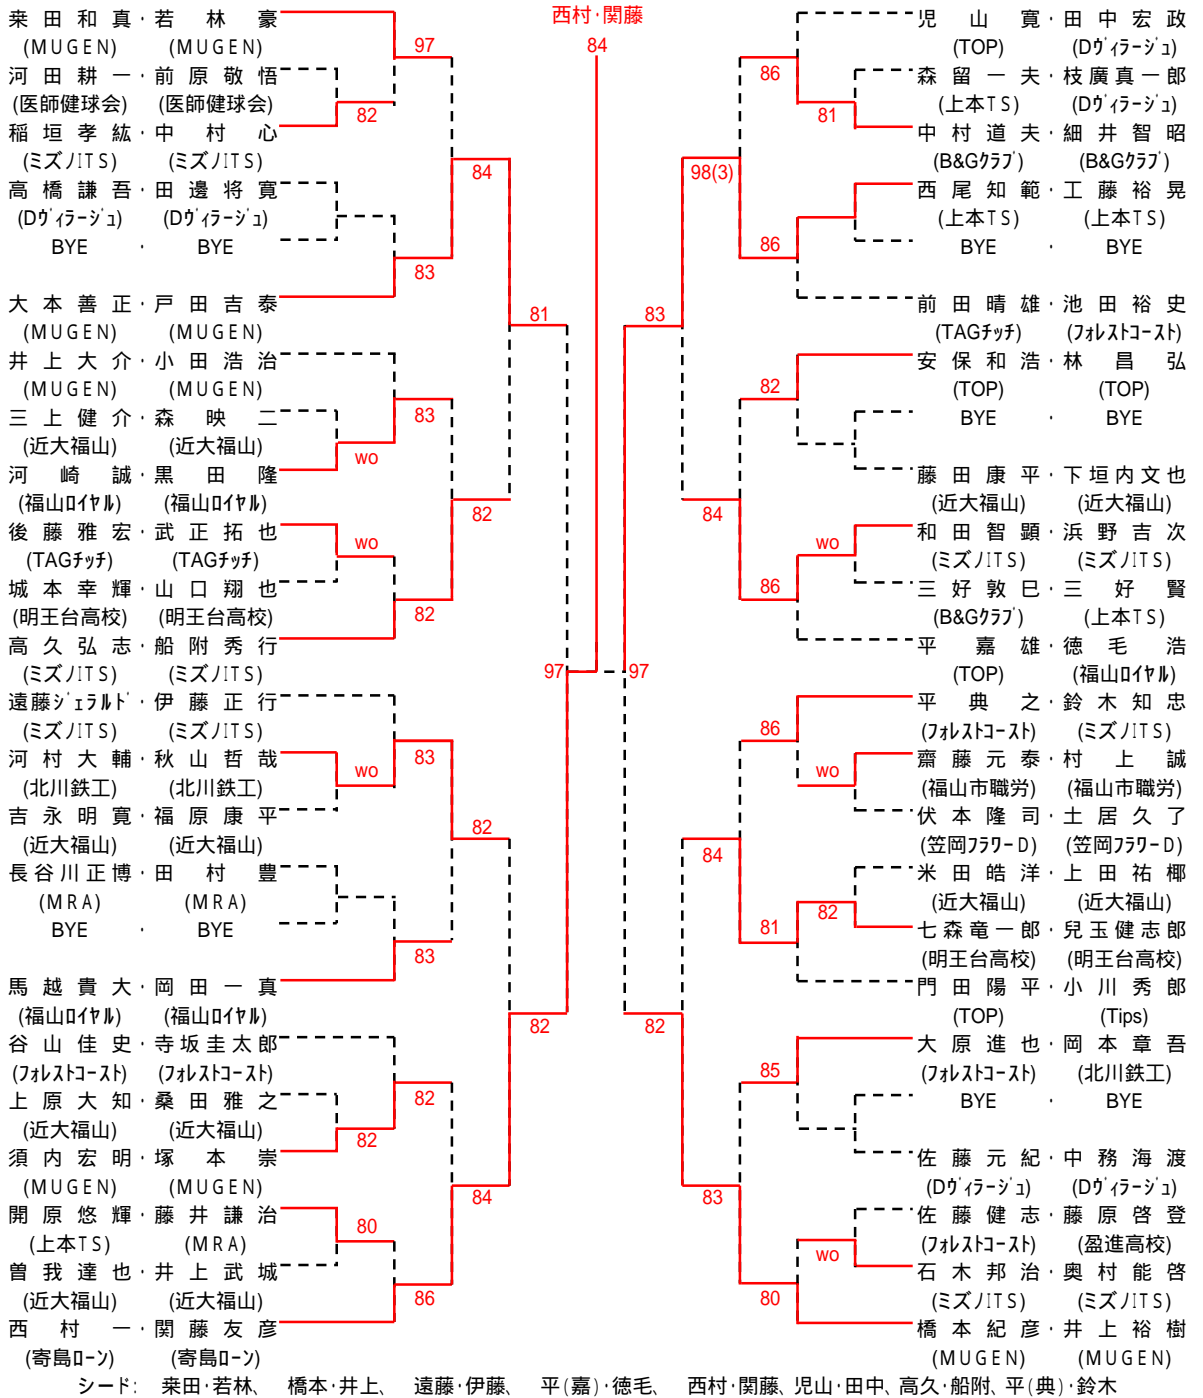 西村・関藤
84
来田和真・若林豪
(MUGEN) (MUGEN)
97
河田耕一・前原敬悟
(医師健球会) (医師健球会)
82
稲垣孝紘・中村心
(ミズノITS) (ミズノITS)
84
高橋謙吾・田邊将寛
(Dヴィラージュ) (Dヴィラージュ)
BYE ・ BYE
83
大本善正・戸田吉泰
(MUGEN) (MUGEN)
81
井上大介・小田浩治
(MUGEN) (MUGEN)
83
三上健介・森映二
(近大福山) (近大福山)
wo
河崎誠・黒田隆
(福山ロイヤル) (福山ロイヤル)
82
後藤雅宏・武正拓也
(TAGチッチ) (TAGチッチ)
wo
城本幸輝・山口翔也
(明王台高校) (明王台高校)
82
高久弘志・船附秀行
(ミズノITS) (ミズノITS)
97
遠藤ジェラルド・伊藤正行
(ミズノITS) (ミズノITS)
83
河村大輔・秋山哲哉
(北川鉄工) (北川鉄工)
wo
吉永明寛・福原康平
(近大福山) (近大福山)
82
長谷川正博・田村豊
(MRA) (MRA)
BYE ・ BYE
83
馬越貴大・岡田一真
(福山ロイヤル) (福山ロイヤル)
82
谷山佳史・寺坂圭太郎
(フォレストコースト) (フォレストコースト)
82
上原大知・桑田雅之
(近大福山) (近大福山)
82
須内宏明・塚本崇
(MUGEN) (MUGEN)
84
開原悠輝・藤井謙治
(上本TS) (MRA)
80
曽我達也・井上武城
(近大福山) (近大福山)
86
西村一・関藤友彦
(寄島ローン) (寄島ローン)
児山寛・田中宏政
(TOP) (Dヴィラージュ)
86
森留一夫・枝廣真一郎
(上本TS) (Dヴィラージュ)
81
中村道夫・細井智昭
(B&Gクラブ) (B&Gクラブ)
98(3)
西尾知範・工藤裕晃
(上本TS) (上本TS)
BYE ・ BYE
86
前田晴雄・池田裕史
(TAGチッチ) (フォレストコースト)
83
安保和浩・林昌弘
(TOP) (TOP)
82
BYE ・ BYE
藤田康平・下垣内文也
(近大福山) (近大福山)
84
和田智顕・浜野吉次
(ミズノITS) (ミズノITS)
wo
三好敦巳・三好賢
(B&Gクラブ) (上本TS)
86
平嘉雄・徳毛浩
(TOP) (福山ロイヤル)
97
平典之・鈴木知忠
(フォレストコースト) (ミズノITS)
86
齋藤元泰・村上誠
(福山市職労) (福山市職労)
wo
伏本隆司・土居久了
(笠岡フラワーD) (笠岡フラワーD)
84
米田皓洋・上田祐椰
(近大福山) (近大福山)
82
七森竜一郎・兒玉健志郎
(明王台高校) (明王台高校)
81
門田陽平・小川秀郎
(TOP) (Tips)
82
大原進也・岡本章吾
(フォレストコースト) (北川鉄工)
85
BYE ・ BYE
佐藤元紀・中務海渡
(Dヴィラージュ) (Dヴィラージュ)
83
佐藤健志・藤原啓登
(フォレストコースト) (盈進高校)
wo
石木邦治・奥村能啓
(ミズノITS) (ミズノITS)
80
橋本紀彦・井上裕樹
(MUGEN) (MUGEN)
シード: 来田・若林、 橋本・井上、 遠藤・伊藤、 平(嘉)・徳毛、 西村・関藤、児山・田中、高久・船附、平(典)・鈴木